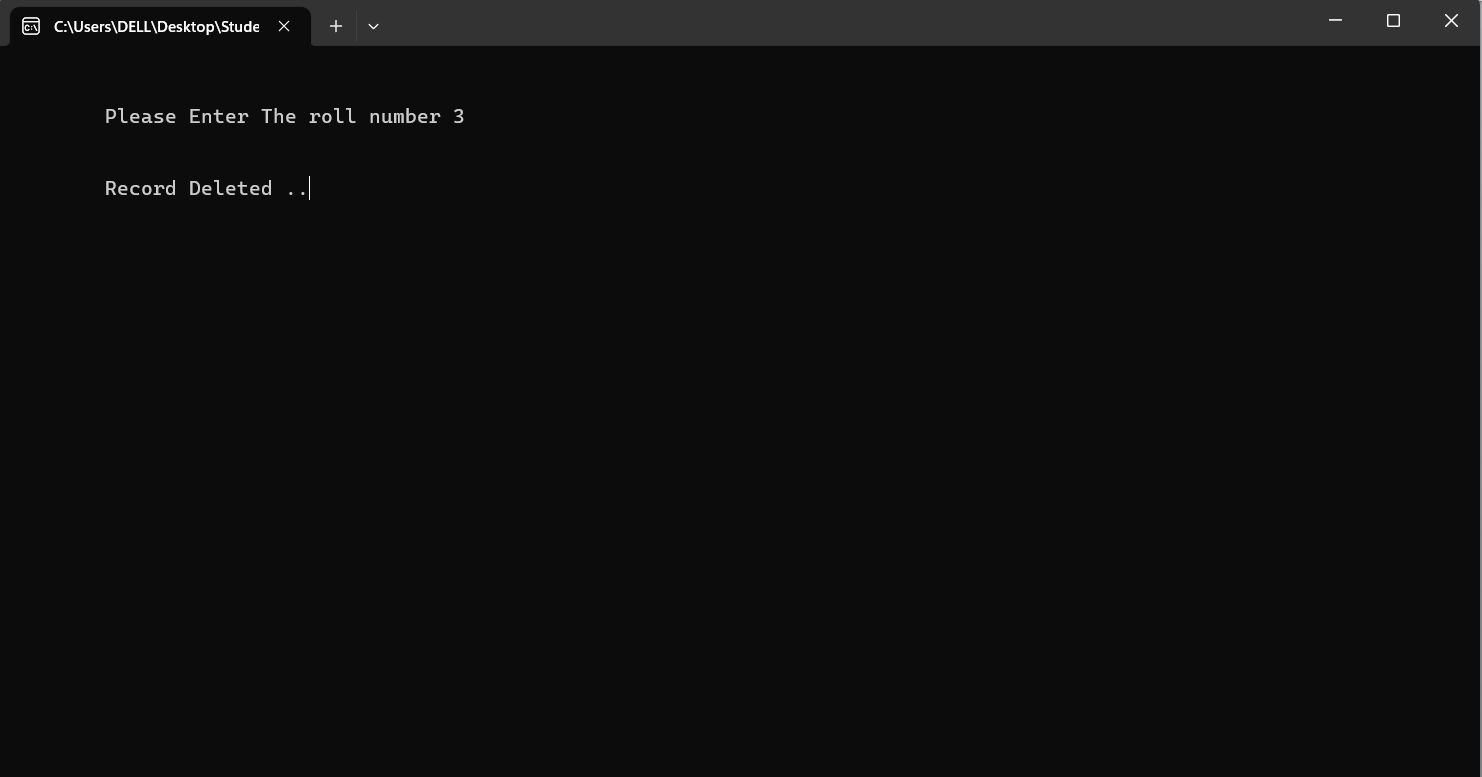 C:\Users\DELL\Desktop\Stude
Please Enter The roll number 3
Record Deleted ..